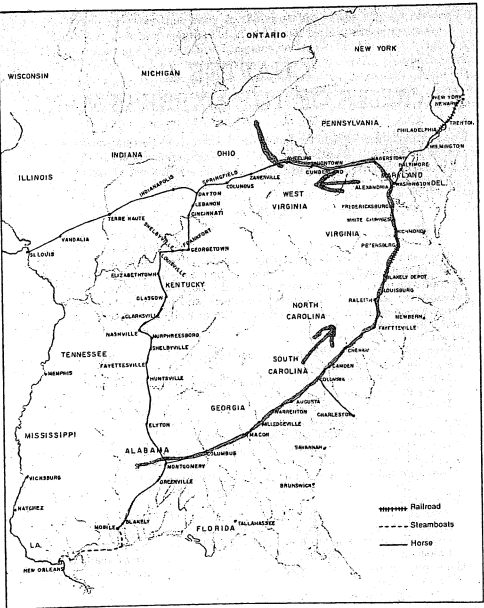 ONTARIO
NEW YORK
WISCONSIN
MICHIGAN
NEW YORK
NEWARK
PENNSYLVANIA
TRENTON
PHILADELPHIA
WILMINGTON
OHIO
INDIANA
ILLINOIS
WHEELING
CUMBERLAND
HAGERSTOWN
BALTIMORE
MARYLAND
DEL.
WASHINGTON
ALEXANDRIA
ZANESVILLE
SPRINGFIELD
COLUMBUS
INDIANAPOLIS
DAYTON
LEBANON
CINCINNATI
WEST
VIRGINIA
FREDERICKSBURG
WHITE CHIMNEYS
VIRGINIA
RICHMOND
PETERSBURG
TERRE HAUTE
VANDALIA
ST. LOUIS
SHELBYVILLE
FRANKFORT
GEORGETOWN
LOUISVILLE
ELIZABETHTOWN
KENTUCKY
BLAKELY DEPOT
LOUISBURG
RALEIGH
GLASGOW
NORTH
CAROLINA
NEWBERN
FAYETTEVILLE
CLARKSVILLE
NASHVILLE
MURPHREESBORO
SHELBYVILLE
TENNESSEE
FAYETTESVILLE
MEMPHIS
HUNTSVILLE
CHERAW
SOUTH
CAROLINA
CAMDEN
COLUMBIA
AUGUSTA
CHARLESTON
GEORGIA
WARRENTON
MILLEDGEVILLE
MACON
SAVANNAH
ELYTON
MISSISSIPPI
ALABAMA
COLUMBUS
MONTGOMERY
GREENVILLE
BRUNSWICK
VICKSBURG
NATCHEZ
BLAKELY
MOBILE
FLORIDA
TALLAHASSEE
LA.
NEW ORLEANS
Railroad
Steamboats
Horse